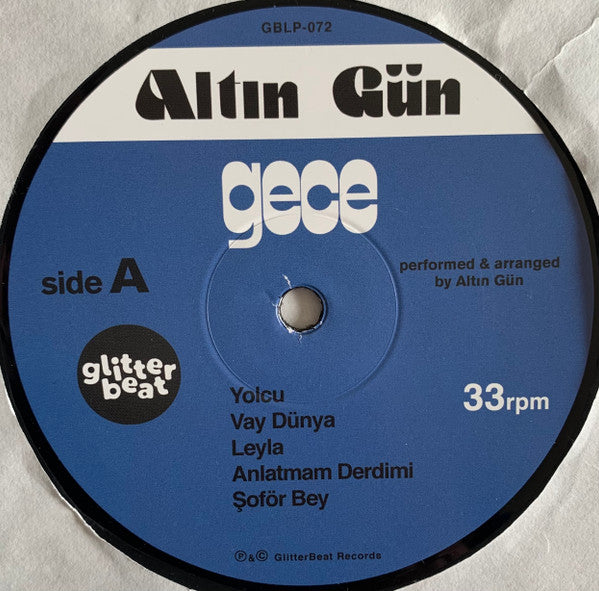 GBLP-072
Altın Gün
gece
side A
performed & arranged
by Altın Gün
glitter
beat
33rpm
Yolcu
Vay Dünya
Leyla
Anlatmam Derdimi
Şoför Bey
℗&© GlitterBeat Records